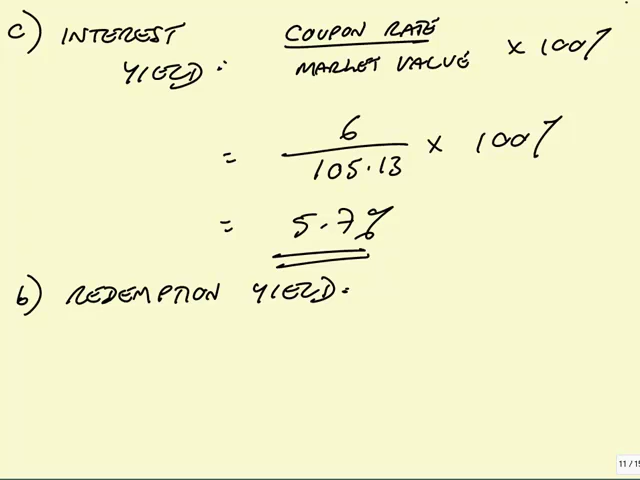 c) INTEREST YIELD: COUPON RATE / MARKET VALUE × 100%
= 6 / 105.13 × 100%
= 5.7%
b) REDEMPTION YIELD:
11 / 15